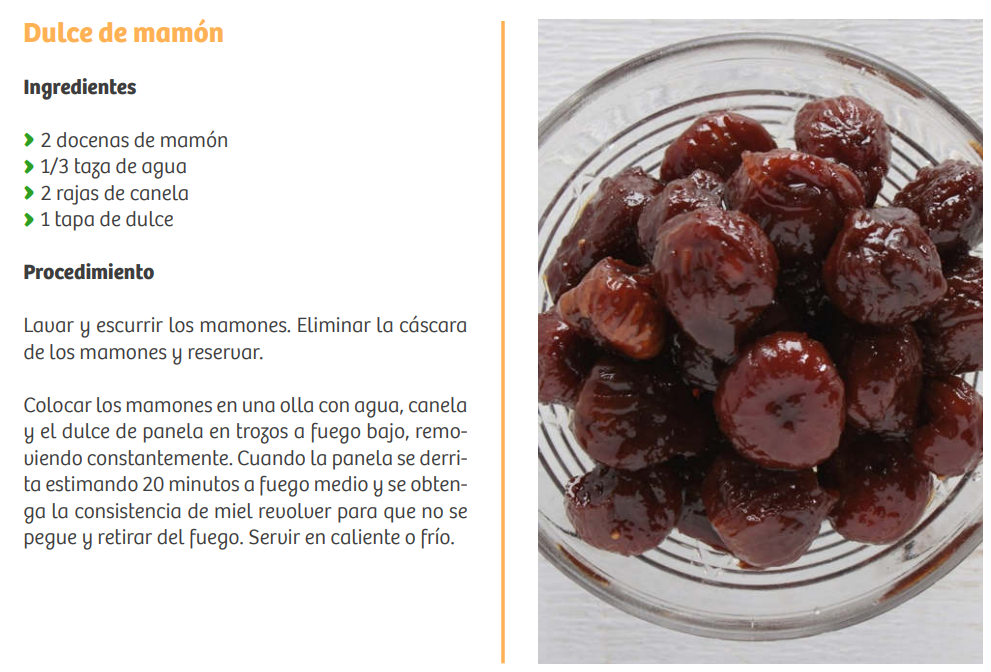 Dulce de mamón
Ingredientes
2 docenas de mamón
1/3 taza de agua
2 rajas de canela
1 tapa de dulce
Procedimiento
Lavar y escurrir los mamones. Eliminar la cáscara
de los mamones y reservar.
Colocar los mamones en una olla con agua, canela
y el dulce de panela en trozos a fuego bajo, remo-
viendo constantemente. Cuando la panela se derri-
ta estimando 20 minutos a fuego medio y se obten-
ga la consistencia de miel revolver para que no se
pegue y retirar del fuego. Servir en caliente o frío.